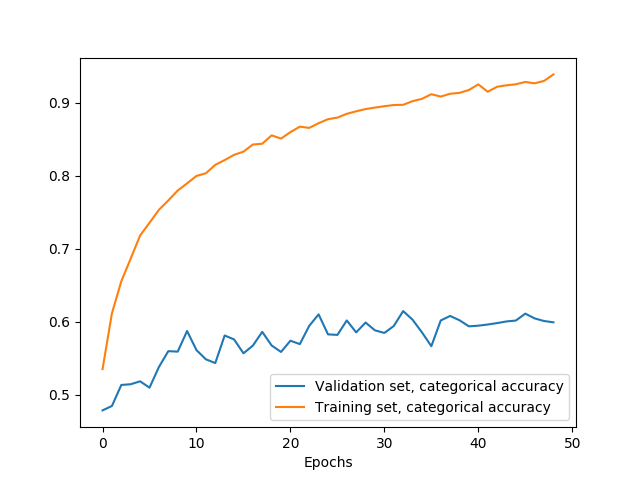 0.9
0.8
0.7
0.6
0.5
Validation set, categorical accuracy
Training set, categorical accuracy
0 10 20 30 40 50
Epochs